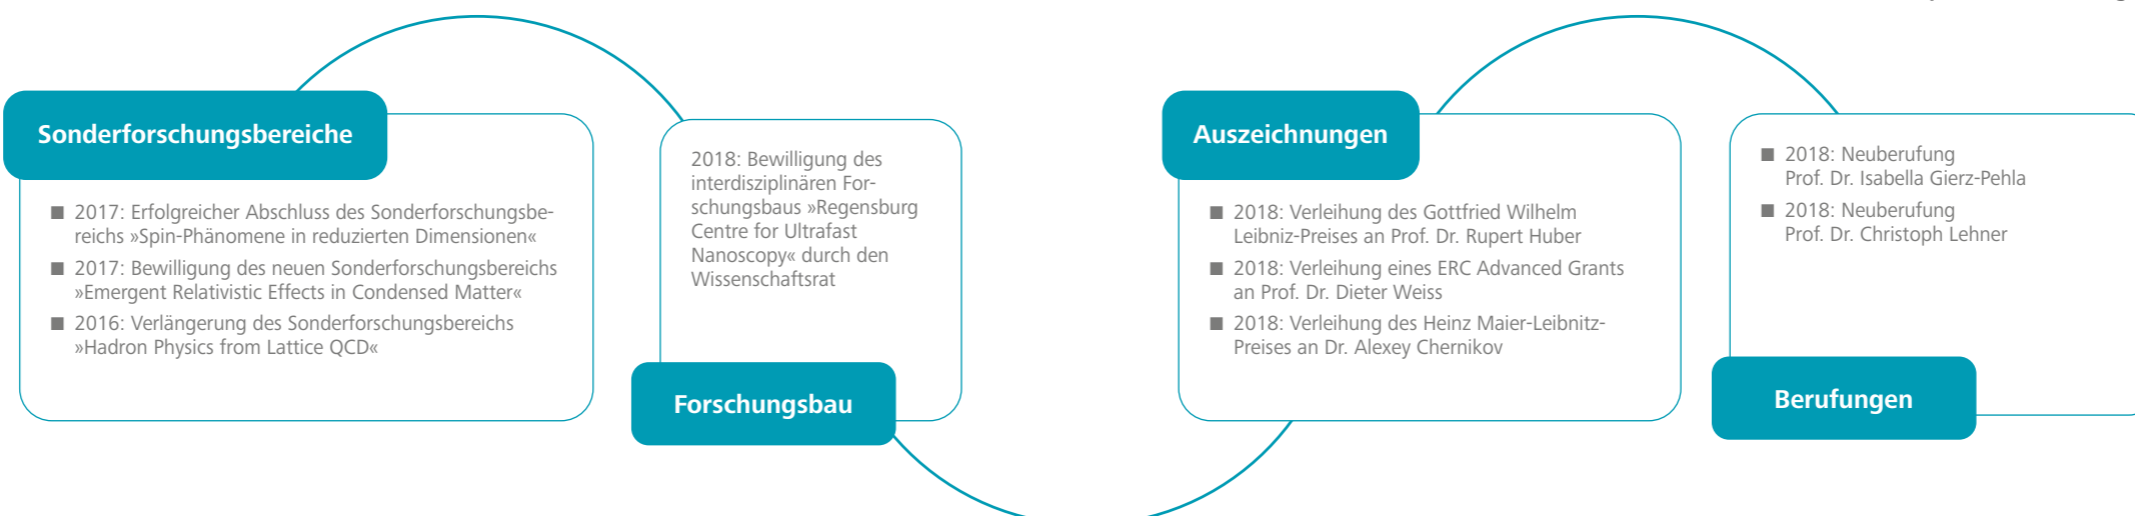 Sonderforschungsbereiche
■ 2017: Erfolgreicher Abschluss des Sonderforschungsbe-
reichs »Spin-Phänomene in reduzierten Dimensionen«
■ 2017: Bewilligung des neuen Sonderforschungsbereichs
»Emergent Relativistic Effects in Condensed Matter«
■ 2016: Verlängerung des Sonderforschungsbereichs
»Hadron Physics from Lattice QCD«
2018: Bewilligung des
interdisziplinären For-
schungsbaus »Regensburg
Centre for Ultrafast
Nanoscopy« durch den
Wissenschaftsrat
Forschungsbau
Auszeichnungen
■ 2018: Verleihung des Gottfried Wilhelm
Leibniz-Preises an Prof. Dr. Rupert Huber
■ 2018: Verleihung eines ERC Advanced Grants
an Prof. Dr. Dieter Weiss
■ 2018: Verleihung des Heinz Maier-Leibnitz-
Preises an Dr. Alexey Chernikov
■ 2018: Neuberufung
Prof. Dr. Isabella Gierz-Pehla
■ 2018: Neuberufung
Prof. Dr. Christoph Lehner
Berufungen